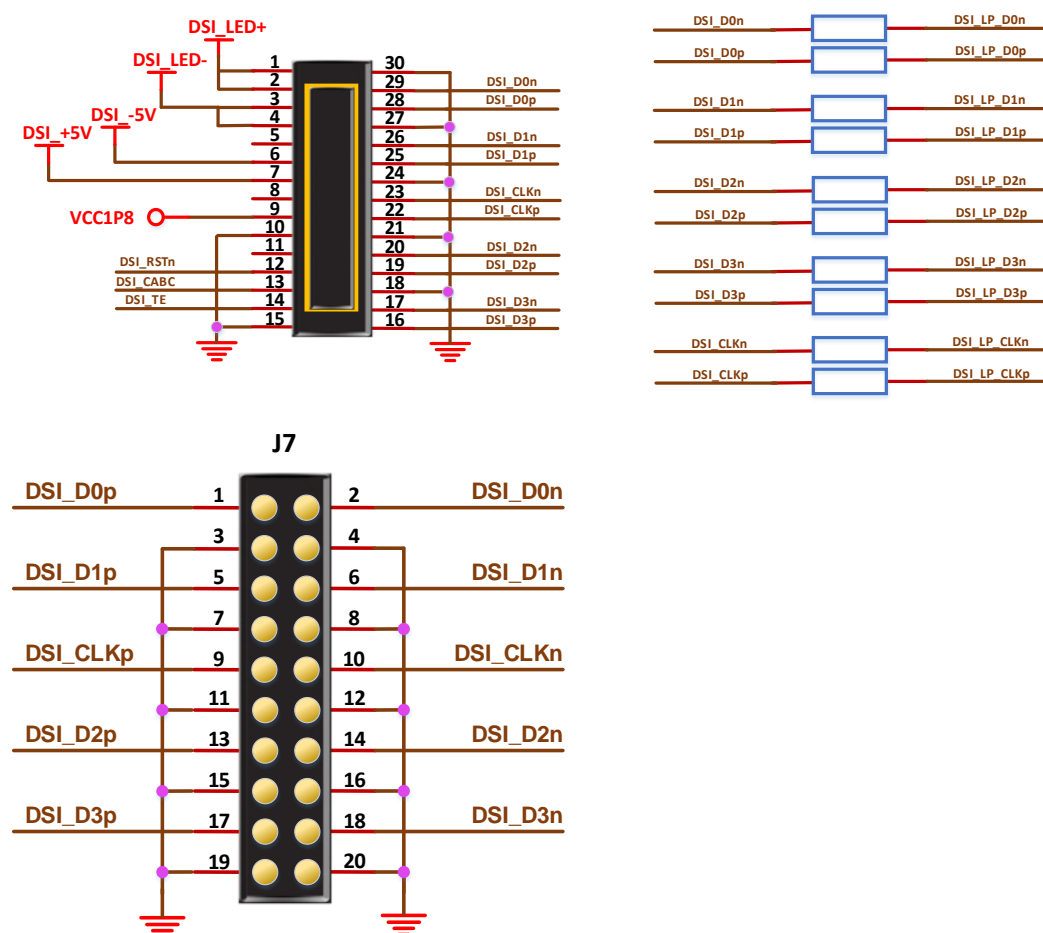 DSI_LED+
DSI_LED-
DSI_-5V
DSI_+5V
VCC1P8
DSI_RSTn
DSI_CABC
DSI_TE
1
2
3
4
5
6
7
8
9
10
11
12
13
14
15
30
29
28
27
26
25
24
23
22
21
20
19
18
17
16
DSI_D0n
DSI_D0p
DSI_D1n
DSI_D1p
DSI_CLKn
DSI_CLKp
DSI_D2n
DSI_D2p
DSI_D3n
DSI_D3p
DSI_D0n DSI_LP_D0n
DSI_D0p DSI_LP_D0p
DSI_D1n DSI_LP_D1n
DSI_D1p DSI_LP_D1p
DSI_D2n DSI_LP_D2n
DSI_D2p DSI_LP_D2p
DSI_D3n DSI_LP_D3n
DSI_D3p DSI_LP_D3p
DSI_CLKn DSI_LP_CLKn
DSI_CLKp DSI_LP_CLKp
J7
DSI_D0p 1 2 DSI_D0n
3 4
DSI_D1p 5 6 DSI_D1n
7 8
DSI_CLKp 9 10 DSI_CLKn
11 12
DSI_D2p 13 14 DSI_D2n
15 16
DSI_D3p 17 18 DSI_D3n
19 20